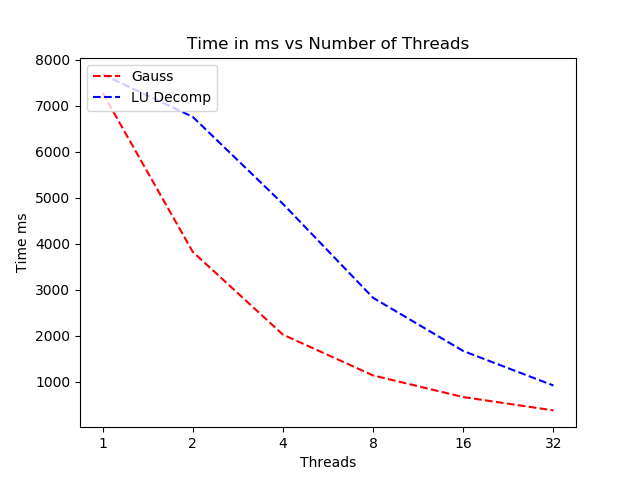 Time in ms vs Number of Threads
Gauss
LU Decomp
8000
7000
6000
5000
4000
3000
2000
1000
Time ms
1 2 4 8 16 32
Threads